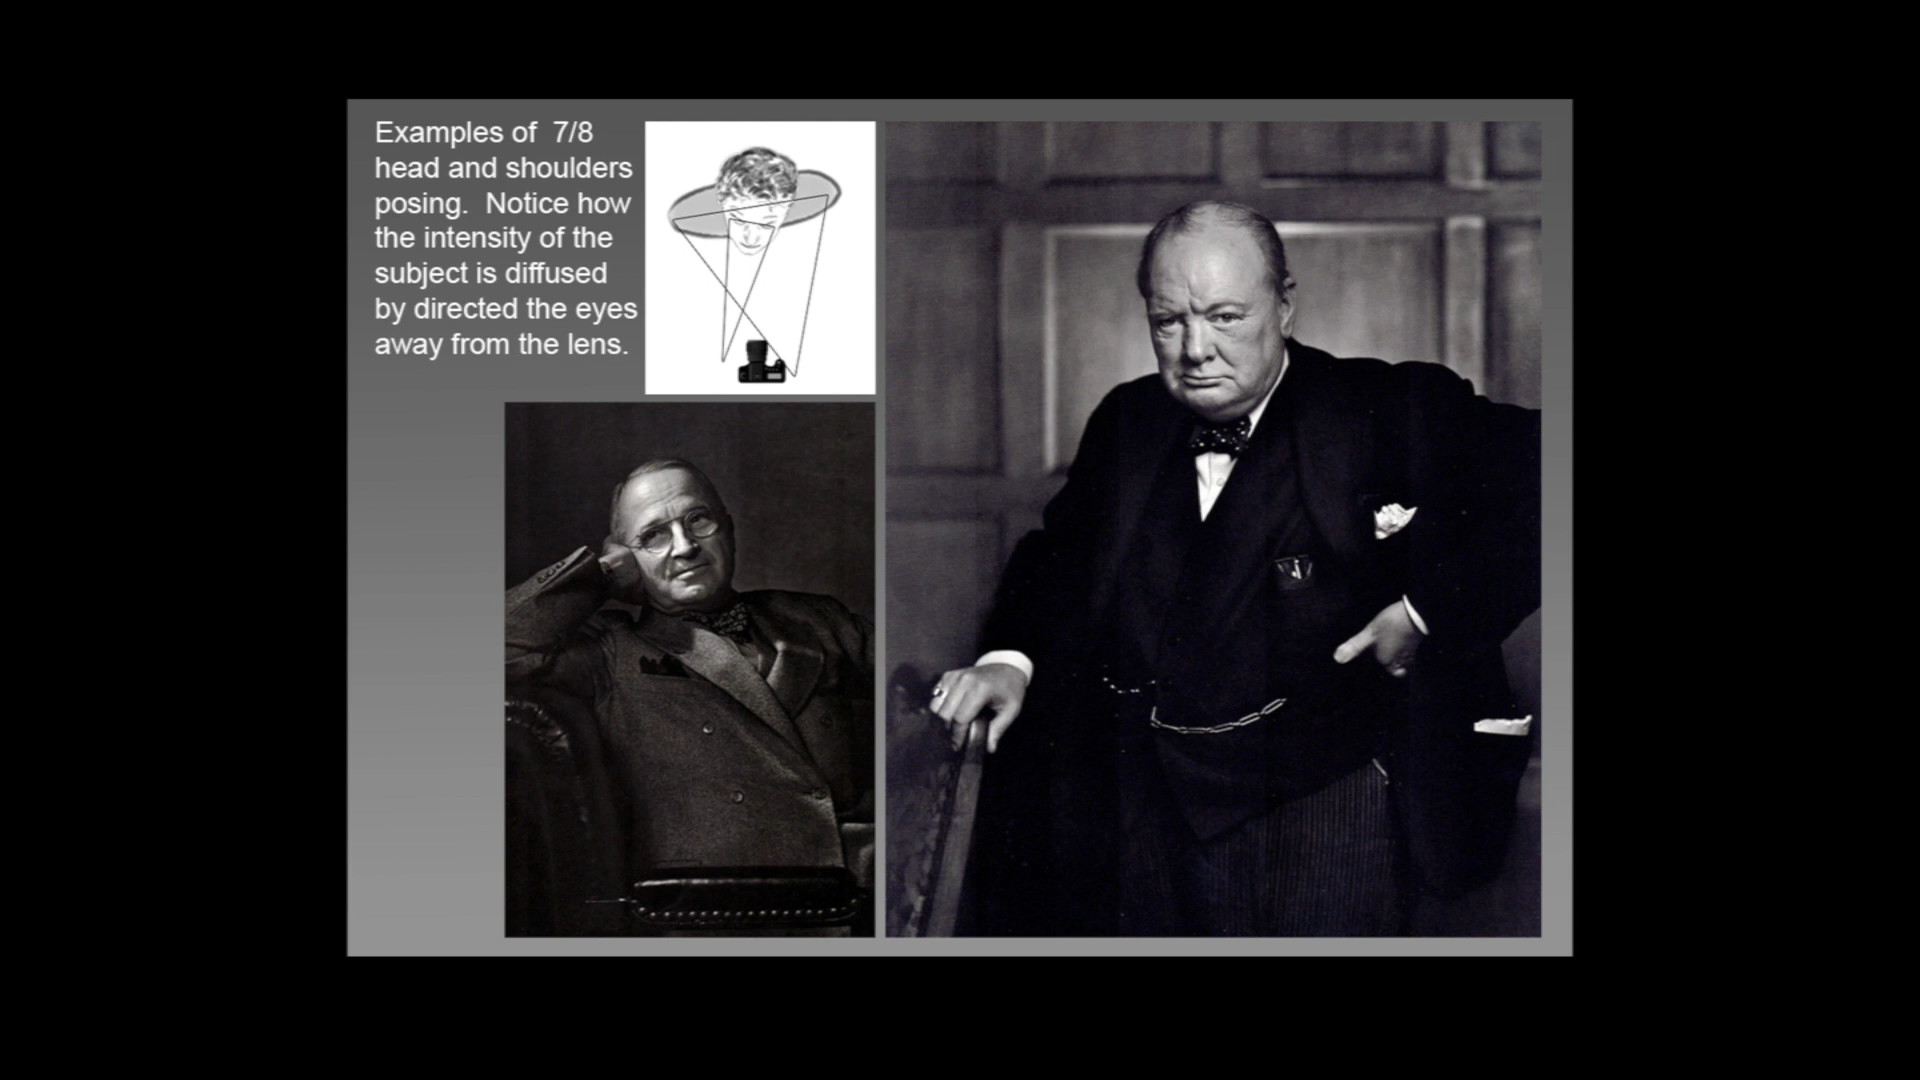 Examples of  7/8
head and shoulders
posing.  Notice how
the intensity of the
subject is diffused
by directed the eyes
away from the lens.